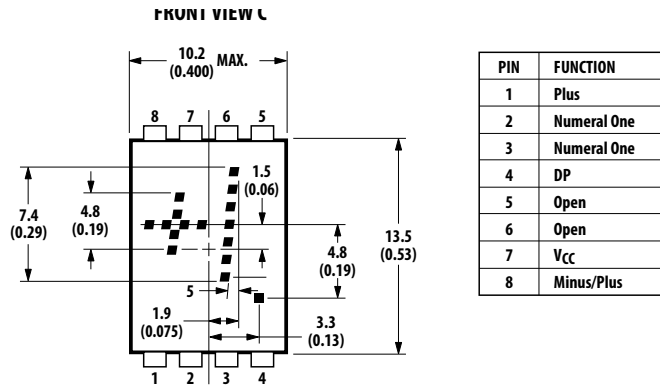 FRONT VIEW C
10.2
(0.400)
MAX.
8 7 6 5
1.5
(0.06)
7.4
(0.29)
4.8
(0.19)
13.5
(0.53)
4.8
(0.19)
5
1.9
(0.075)
3.3
(0.13)
1 2 3 4
PIN FUNCTION
1 Plus
2 Numeral One
3 Numeral One
4 DP
5 Open
6 Open
7 VCC
8 Minus/Plus